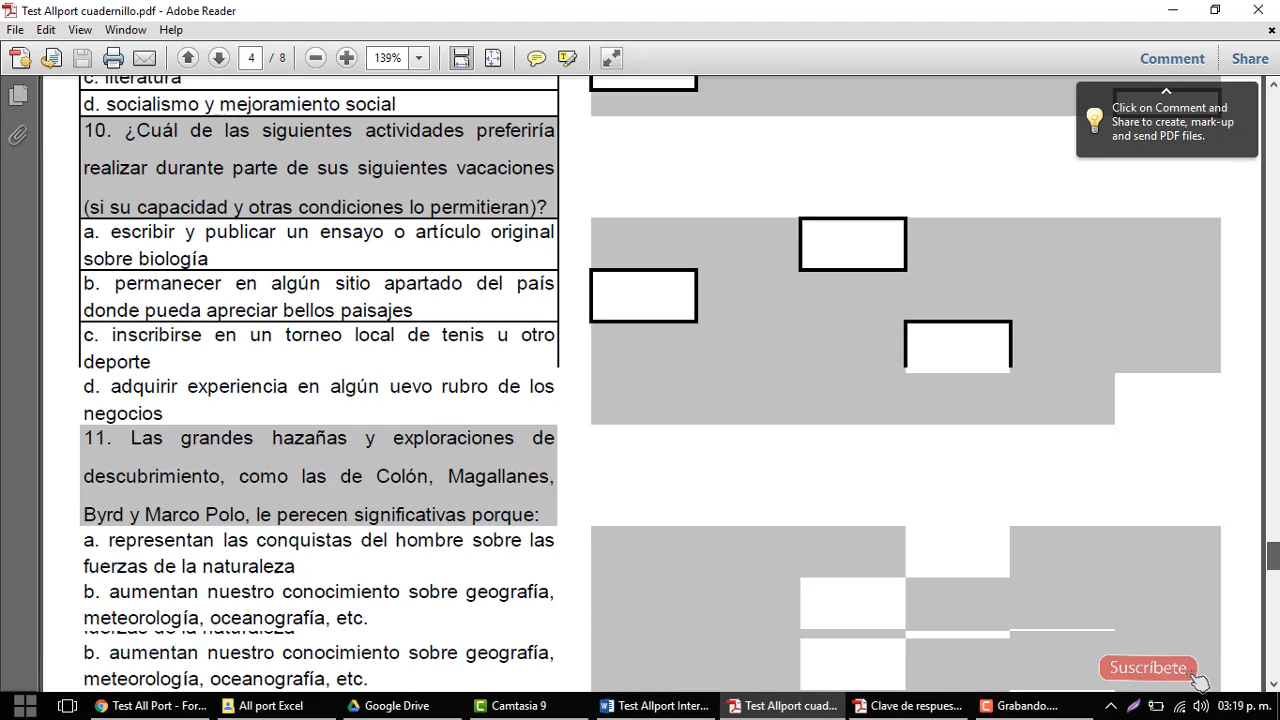 Test Allport cuadernillo.pdf - Adobe Reader
File Edit View Window Help
4 / 8 139% Comment Share
c. literatura
d. socialismo y mejoramiento social
Click on Comment and
Share to create, mark-up
and send PDF files.
10. ¿Cuál de las siguientes actividades preferiría
realizar durante parte de sus siguientes vacaciones
(si su capacidad y otras condiciones lo permitieran)?
a. escribir y publicar un ensayo o artículo original
sobre biología
b. permanecer en algún sitio apartado del país
donde pueda apreciar bellos paisajes
c. inscribirse en un torneo local de tenis u otro
deporte
d. adquirir experiencia en algún uevo rubro de los
negocios
11. Las grandes hazañas y exploraciones de
descubrimiento, como las de Colón, Magallanes,
Byrd y Marco Polo, le perecen significativas porque:
a. representan las conquistas del hombre sobre las
fuerzas de la naturaleza
b. aumentan nuestro conocimiento sobre geografía,
meteorología, oceanografía, etc.
fuerzas de la naturaleza
b. aumentan nuestro conocimiento sobre geografía,
meteorología, oceanografía, etc.
Suscríbete
Test All Port - For... All port Excel Google Drive Camtasia 9 Test Allport Inter... Test Allport cuad... Clave de respues... Grabando.... 03:19 p. m.